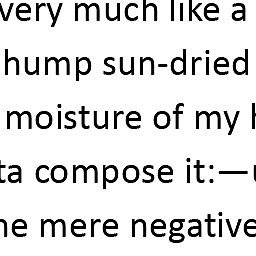 very much like a
hump sun-dried
moisture of my
ta compose it:—
he mere negative